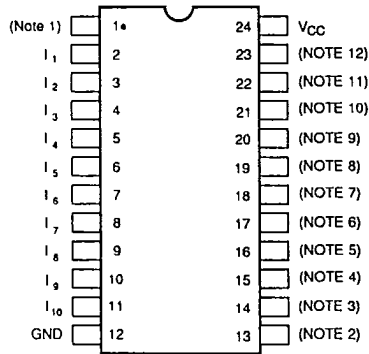 (Note 1) 1 24 VCC
I1 2 23 (NOTE 12)
I2 3 22 (NOTE 11)
I3 4 21 (NOTE 10)
I4 5 20 (NOTE 9)
I5 6 19 (NOTE 8)
I6 7 18 (NOTE 7)
I7 8 17 (NOTE 6)
I8 9 16 (NOTE 5)
I9 10 15 (NOTE 4)
I10 11 14 (NOTE 3)
GND 12 13 (NOTE 2)